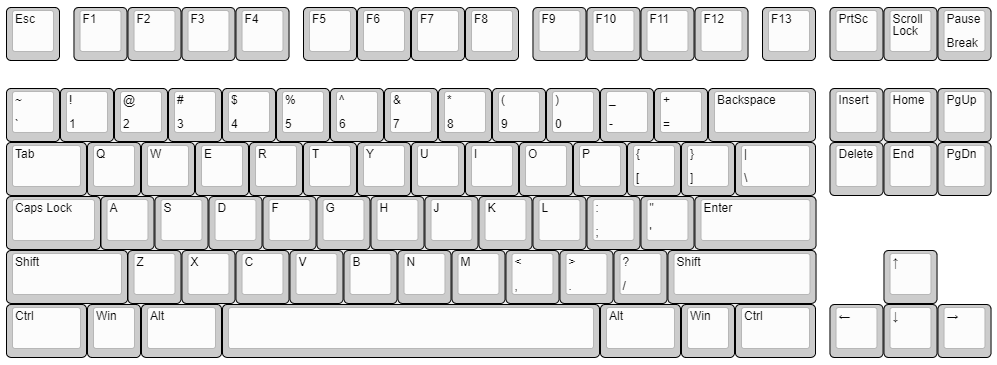 Esc F1 F2 F3 F4 F5 F6 F7 F8 F9 F10 F11 F12 F13 PrtSc Scroll Lock Pause Break
~ ` ! 1 @ 2 # 3 $ 4 % 5 ^ 6 & 7 * 8 ( 9 ) 0 _ - + = Backspace Insert Home PgUp
Tab Q W E R T Y U I O P { [ } ] | \ Delete End PgDn
Caps Lock A S D F G H J K L : ; " ' Enter
Shift Z X C V B N M < , > . ? / Shift ↑
Ctrl Win Alt Alt Win Ctrl ← ↓ →